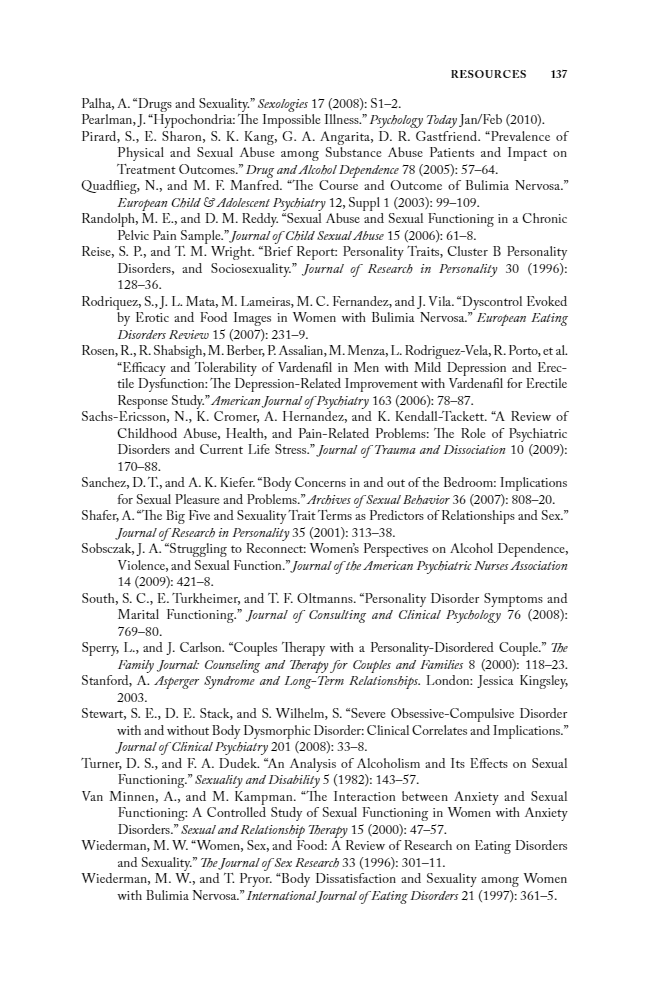 RESOURCES 137
Palha, A. “Drugs and Sexuality.” Sexologies 17 (2008): S1–2.
Pearlman, J. “Hypochondria: The Impossible Illness.” Psychology Today Jan/Feb (2010).
Pirard, S., E. Sharon, S. K. Kang, G. A. Angarita, D. R. Gastfriend. “Prevalence of
Physical and Sexual Abuse among Substance Abuse Patients and Impact on
Treatment Outcomes.” Drug and Alcohol Dependence 78 (2005): 57–64.
Quadflieg, N., and M. F. Manfred. “The Course and Outcome of Bulimia Nervosa.”
European Child & Adolescent Psychiatry 12, Suppl 1 (2003): 99–109.
Randolph, M. E., and D. M. Reddy. “Sexual Abuse and Sexual Functioning in a Chronic
Pelvic Pain Sample.” Journal of Child Sexual Abuse 15 (2006): 61–8.
Reise, S. P., and T. M. Wright. “Brief Report: Personality Traits, Cluster B Personality
Disorders, and Sociosexuality.” Journal of Research in Personality 30 (1996):
128–36.
Rodriquez, S., J. L. Mata, M. Lameiras, M. C. Fernandez, and J. Vila. “Dyscontrol Evoked
by Erotic and Food Images in Women with Bulimia Nervosa.” European Eating
Disorders Review 15 (2007): 231–9.
Rosen, R., R. Shabsigh, M. Berber, P. Assalian, M. Menza, L. Rodriguez-Vela, R. Porto, et al.
“Efficacy and Tolerability of Vardenafil in Men with Mild Depression and Erec-
tile Dysfunction: The Depression-Related Improvement with Vardenafil for Erectile
Response Study.” American Journal of Psychiatry 163 (2006): 78–87.
Sachs-Ericsson, N., K. Cromer, A. Hernandez, and K. Kendall-Tackett. “A Review of
Childhood Abuse, Health, and Pain-Related Problems: The Role of Psychiatric
Disorders and Current Life Stress.” Journal of Trauma and Dissociation 10 (2009):
170–88.
Sanchez, D. T., and A. K. Kiefer. “Body Concerns in and out of the Bedroom: Implications
for Sexual Pleasure and Problems.” Archives of Sexual Behavior 36 (2007): 808–20.
Shafer, A. “The Big Five and Sexuality Trait Terms as Predictors of Relationships and Sex.”
Journal of Research in Personality 35 (2001): 313–38.
Sobsczak, J. A. “Struggling to Reconnect: Women’s Perspectives on Alcohol Dependence,
Violence, and Sexual Function.” Journal of the American Psychiatric Nurses Association
14 (2009): 421–8.
South, S. C., E. Turkheimer, and T. F. Oltmanns. “Personality Disorder Symptoms and
Marital Functioning.” Journal of Consulting and Clinical Psychology 76 (2008):
769–80.
Sperry, L., and J. Carlson. “Couples Therapy with a Personality-Disordered Couple.” The
Family Journal: Counseling and Therapy for Couples and Families 8 (2000): 118–23.
Stanford, A. Asperger Syndrome and Long-Term Relationships. London: Jessica Kingsley,
2003.
Stewart, S. E., D. E. Stack, and S. Wilhelm, S. “Severe Obsessive-Compulsive Disorder
with and without Body Dysmorphic Disorder: Clinical Correlates and Implications.”
Journal of Clinical Psychiatry 201 (2008): 33–8.
Turner, D. S., and F. A. Dudek. “An Analysis of Alcoholism and Its Effects on Sexual
Functioning.” Sexuality and Disability 5 (1982): 143–57.
Van Minnen, A., and M. Kampman. “The Interaction between Anxiety and Sexual
Functioning: A Controlled Study of Sexual Functioning in Women with Anxiety
Disorders.” Sexual and Relationship Therapy 15 (2000): 47–57.
Wiederman, M. W. “Women, Sex, and Food: A Review of Research on Eating Disorders
and Sexuality.” The Journal of Sex Research 33 (1996): 301–11.
Wiederman, M. W., and T. Pryor. “Body Dissatisfaction and Sexuality among Women
with Bulimia Nervosa.” International Journal of Eating Disorders 21 (1997): 361–5.